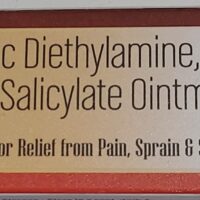 c Diethylamine,
Salicylate Ointm
or Relief from Pain, Sprain & S